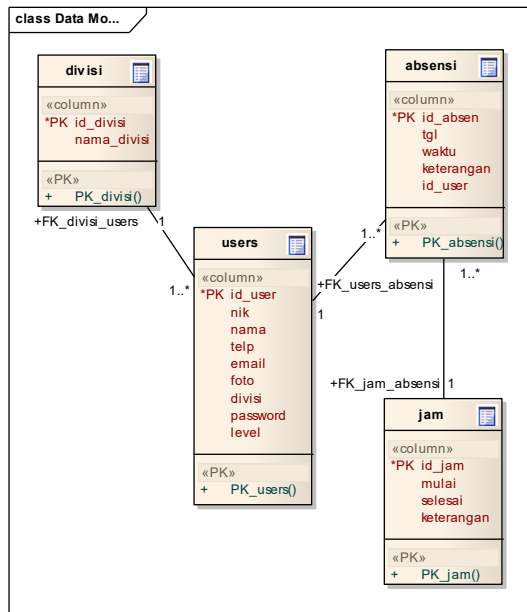 class Data Mo...
divisi
«column»
*PK id_divisi
nama_divisi
«PK»
+ PK_divisi()
+FK_divisi_users
1
1..*
users
«column»
*PK id_user
nik
nama
telp
email
foto
divisi
password
level
«PK»
+ PK_users()
absensi
«column»
*PK id_absen
tgl
waktu
keterangan
id_user
«PK»
+ PK_absensi()
1..*
+FK_users_absensi
1
1..*
+FK_jam_absensi
1
jam
«column»
*PK id_jam
mulai
selesai
keterangan
«PK»
+ PK_jam()